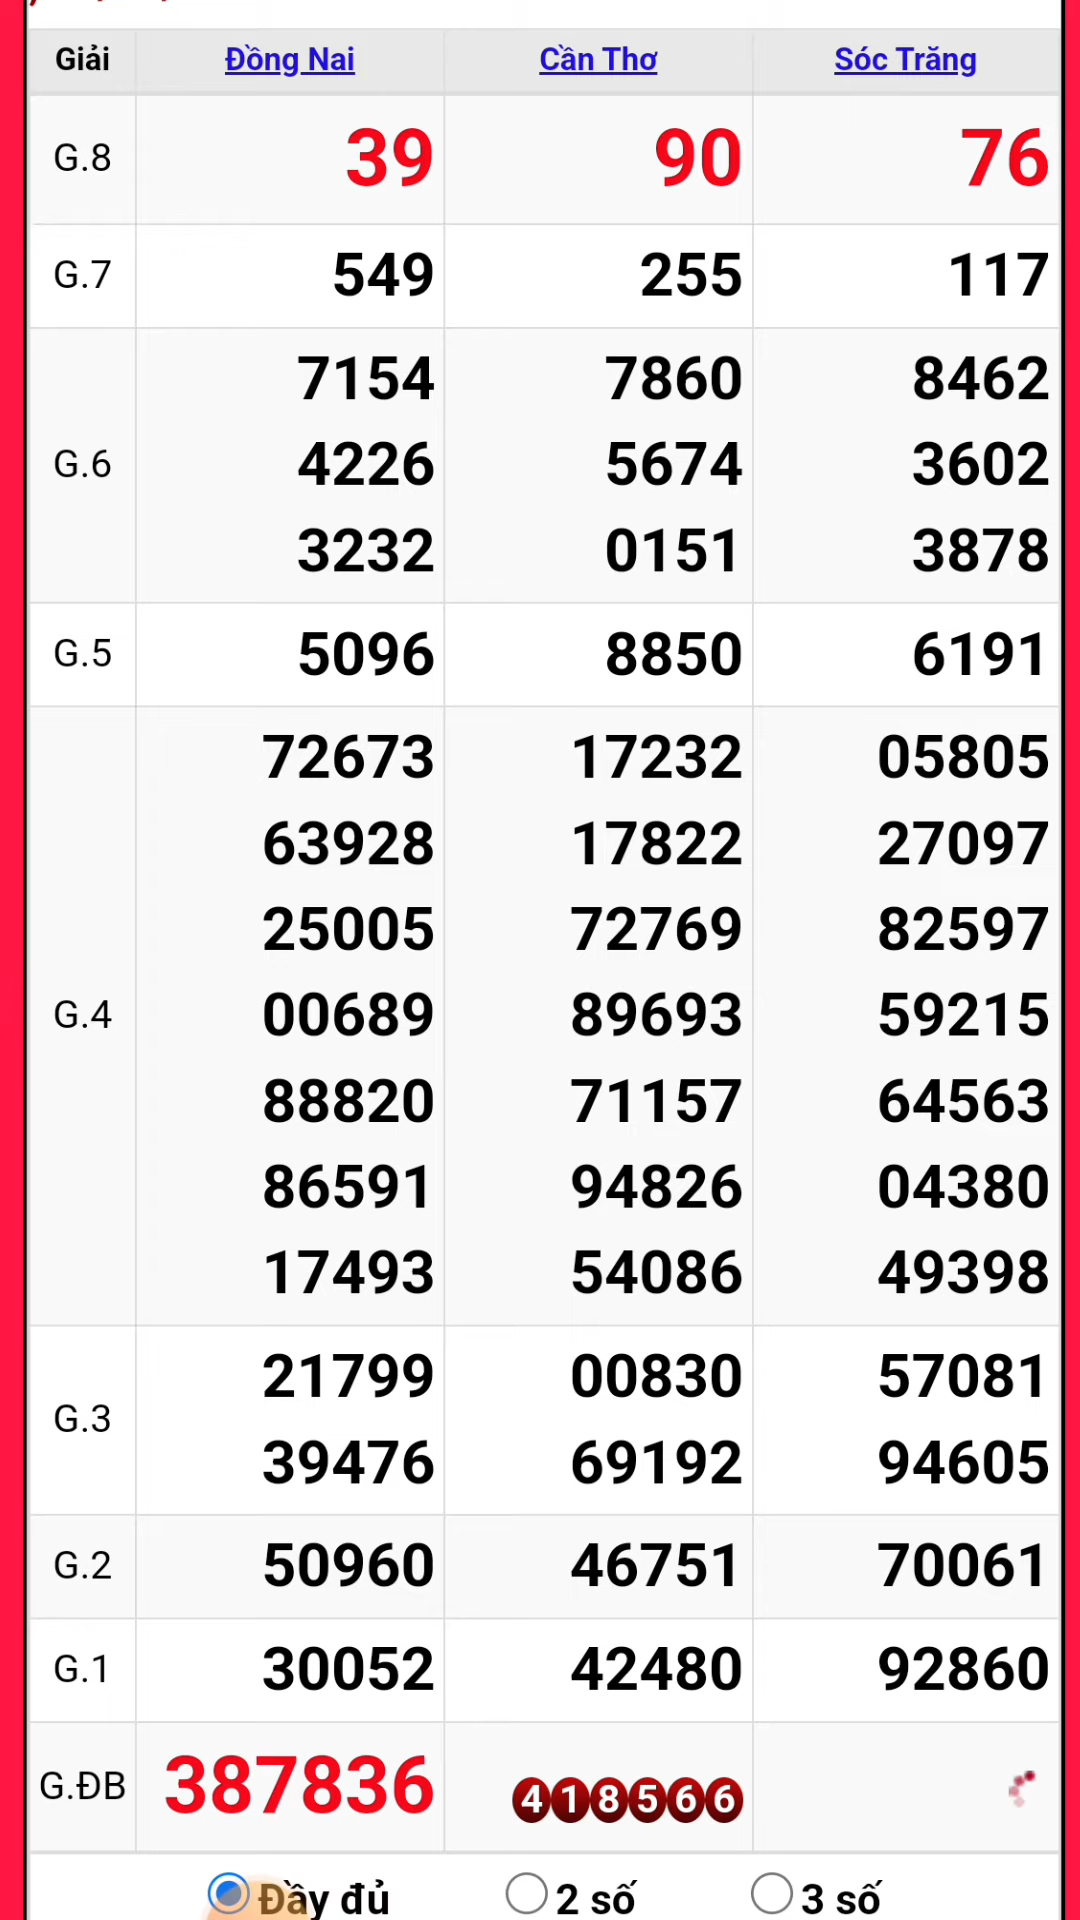 Giải Đồng Nai Cần Thơ Sóc Trăng
G.8 39 90 76
G.7 549 255 117
7154 7860 8462
G.6 4226 5674 3602
3232 0151 3878
G.5 5096 8850 6191
72673 17232 05805
63928 17822 27097
25005 72769 82597
G.4 00689 89693 59215
88820 71157 64563
86591 94826 04380
17493 54086 49398
21799 00830 57081
G.3
39476 69192 94605
G.2 50960 46751 70061
G.1 30052 42480 92860
G.ĐB 387836 418566
Đầy đủ 2 số 3 số